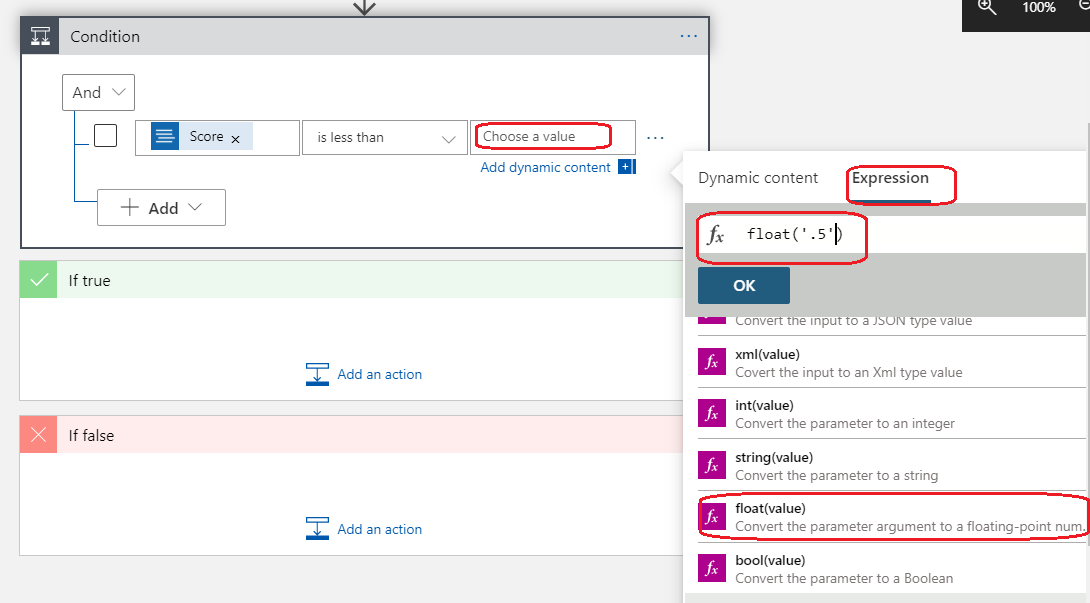 100%
Condition
...
And
Score x
is less than
Choose a value
...
Add dynamic content +
Add
Dynamic content
Expression
fx float('.5')
OK
Convert the input to a JSON type value
fx xml(value)
Covert the input to an Xml type value
fx int(value)
Convert the parameter to an integer
fx string(value)
Convert the parameter to a string
fx float(value)
Convert the parameter argument to a floating-point num.
fx bool(value)
Convert the parameter to a Boolean
If true
Add an action
If false
Add an action